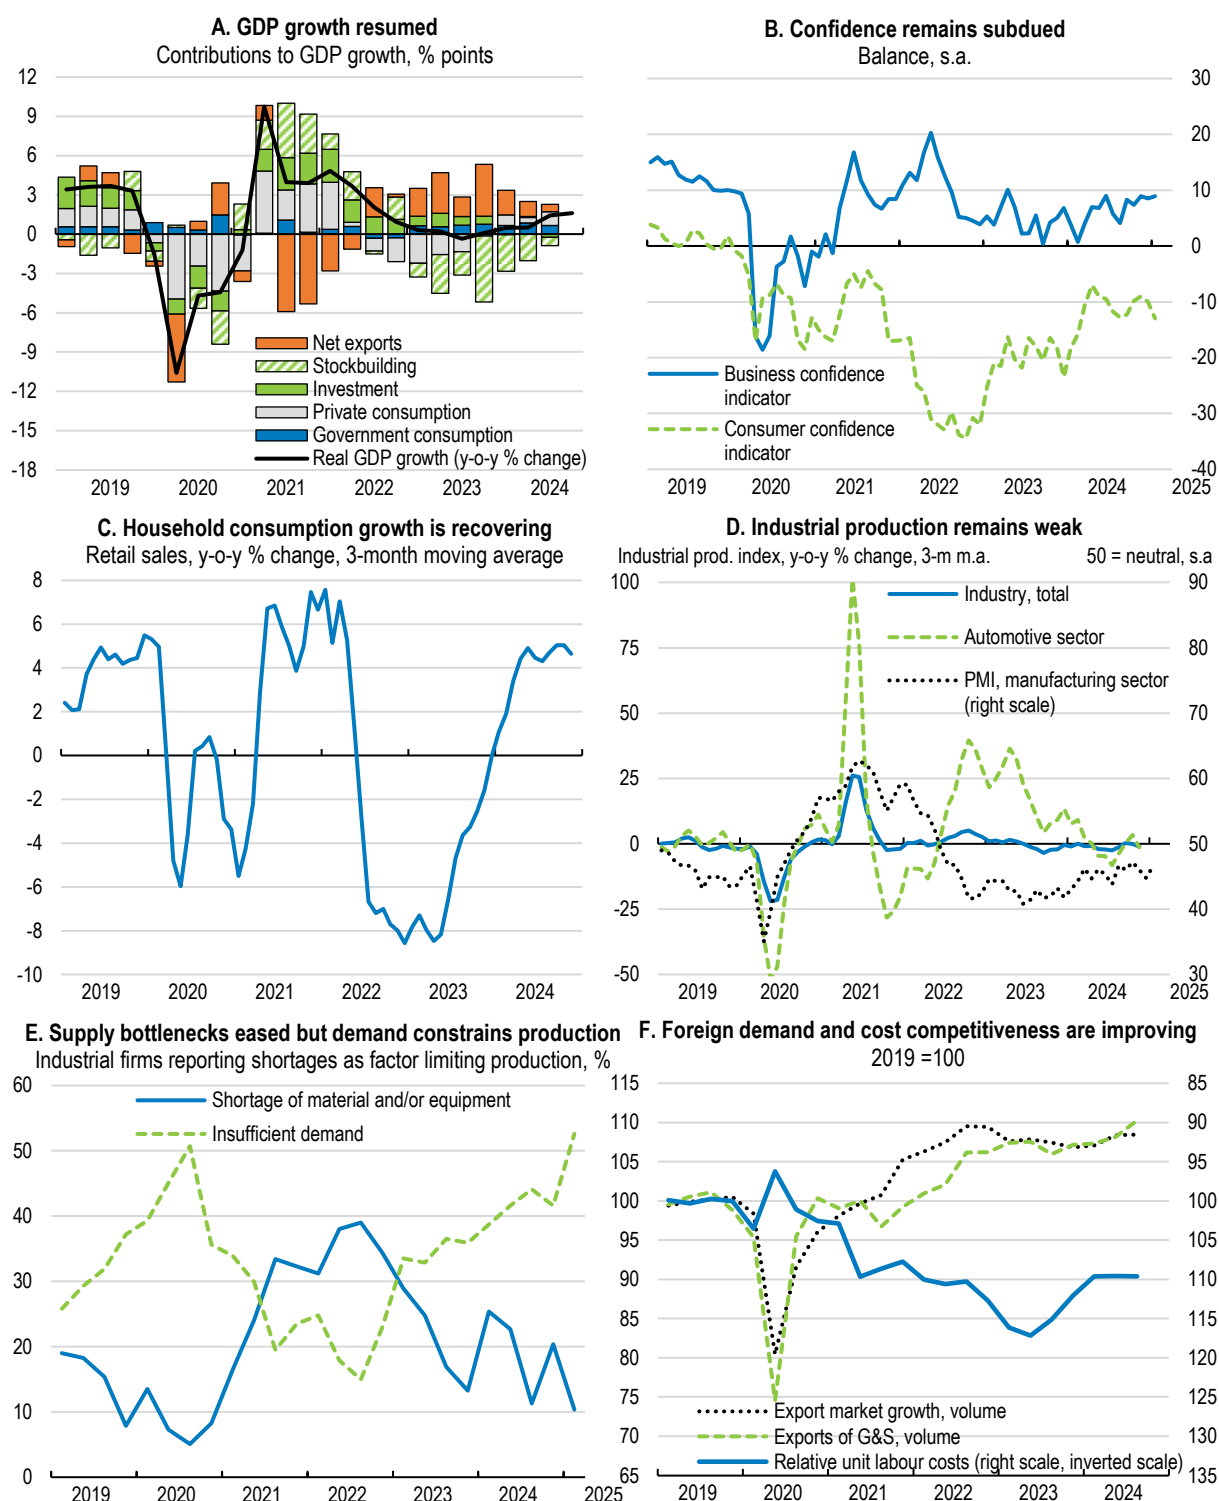 A. GDP growth resumed
Contributions to GDP growth, % points
12
9
6
3
0
-3
-6
-9
-12
-15
-18
Net exports
Stockbuilding
Investment
Private consumption
Government consumption
Real GDP growth (y-o-y % change)
2019 2020 2021 2022 2023 2024
B. Confidence remains subdued
Balance, s.a.
30
20
10
0
-10
-20
-30
-40
Business confidence
indicator
Consumer confidence
indicator
2019 2020 2021 2022 2023 2024 2025
C. Household consumption growth is recovering
Retail sales, y-o-y % change, 3-month moving average
8
6
4
2
0
-2
-4
-6
-8
-10
2019 2020 2021 2022 2023 2024
D. Industrial production remains weak
Industrial prod. index, y-o-y % change, 3-m m.a. 50 = neutral, s.a
100
75
50
25
0
-25
-50
90
80
70
60
50
40
30
Industry, total
Automotive sector
PMI, manufacturing sector
(right scale)
2019 2020 2021 2022 2023 2024 2025
E. Supply bottlenecks eased but demand constrains production
Industrial firms reporting shortages as factor limiting production, %
60
50
40
30
20
10
0
Shortage of material and/or equipment
Insufficient demand
2019 2020 2021 2022 2023 2024 2025
F. Foreign demand and cost competitiveness are improving
2019 =100
115
110
105
100
95
90
85
80
75
70
65
85
90
95
100
105
110
115
120
125
130
135
Export market growth, volume
Exports of G&S, volume
Relative unit labour costs (right scale, inverted scale)
2019 2020 2021 2022 2023 2024